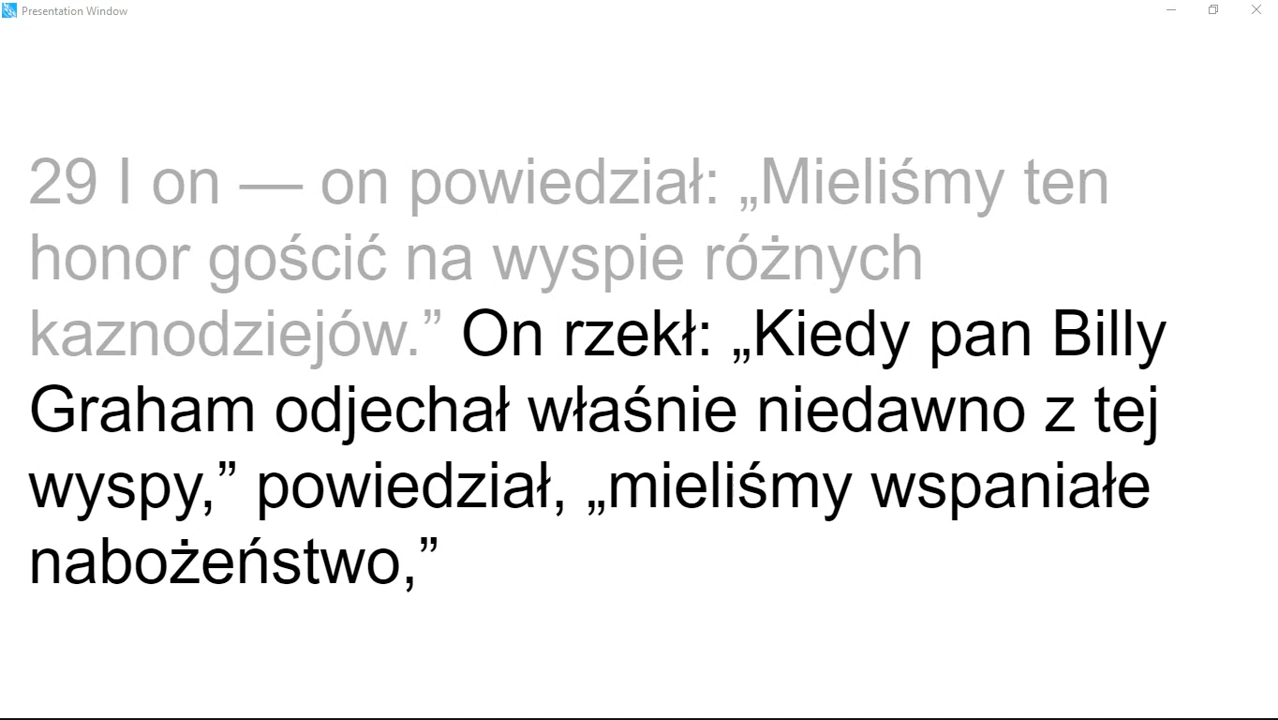 Presentation Window
29 I on — on powiedział: „Mieliśmy ten
honor gościć na wyspie różnych
kaznodziejów.” On rzekł: „Kiedy pan Billy
Graham odjechał właśnie niedawno z tej
wyspy,” powiedział, „mieliśmy wspaniałe
nabożeństwo,”